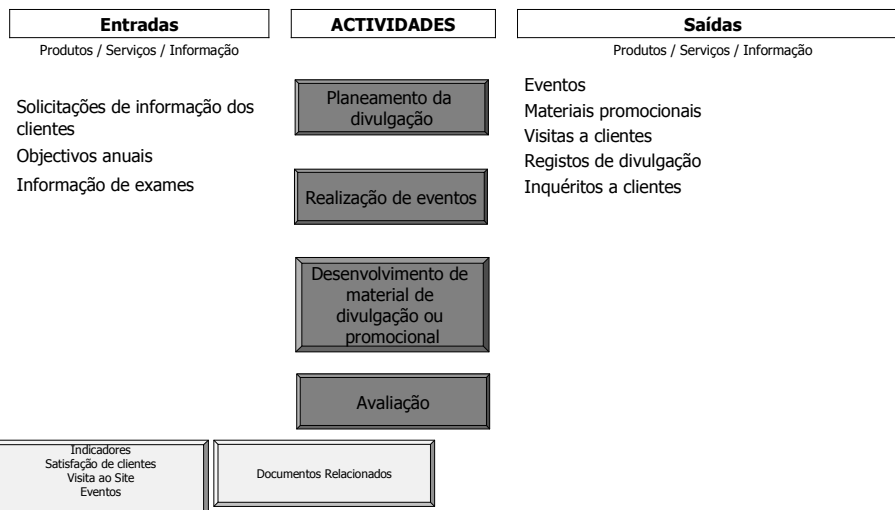 Entradas
Produtos / Serviços / Informação
Solicitações de informação dos
clientes
Objectivos anuais
Informação de exames
ACTIVIDADES
Planeamento da
divulgação
Realização de eventos
Desenvolvimento de
material de
divulgação ou
promocional
Avaliação
Saídas
Produtos / Serviços / Informação
Eventos
Materiais promocionais
Visitas a clientes
Registos de divulgação
Inquéritos a clientes
Indicadores
Satisfação de clientes
Visita ao Site
Eventos
Documentos Relacionados